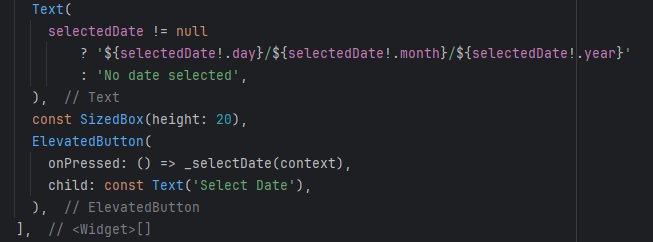 Text(
selectedDate != null
? '${selectedDate!.day}/${selectedDate!.month}/${selectedDate!.year}'
: 'No date selected',
), // Text
const SizedBox(height: 20),
ElevatedButton(
onPressed: () => _selectDate(context),
child: const Text('Select Date'),
), // ElevatedButton
], // <Widget>[]